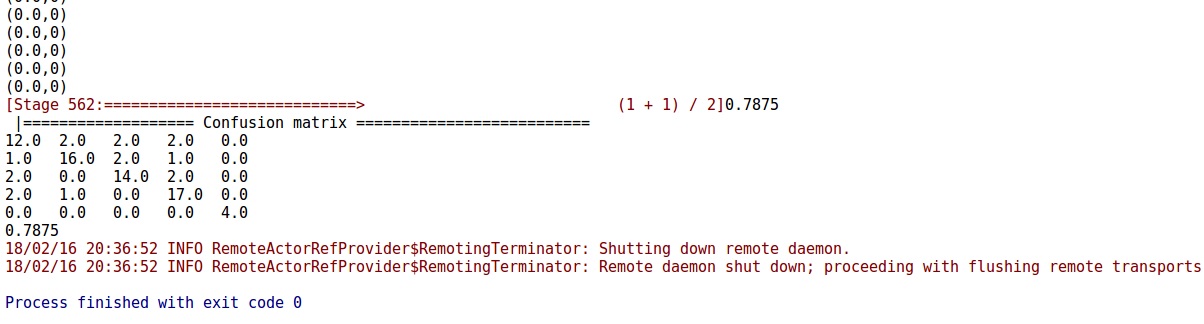 (0.0,0)
(0.0,0)
(0.0,0)
(0.0,0)
(0.0,0)
(0.0,0)
[Stage 562:============================> (1 + 1) / 2]0.7875
|=================== Confusion matrix ==========================
12.0 2.0 2.0 2.0 0.0
1.0 16.0 2.0 1.0 0.0
2.0 0.0 14.0 2.0 0.0
2.0 1.0 0.0 17.0 0.0
0.0 0.0 0.0 0.0 4.0
0.7875
18/02/16 20:36:52 INFO RemoteActorRefProvider$RemotingTerminator: Shutting down remote daemon.
18/02/16 20:36:52 INFO RemoteActorRefProvider$RemotingTerminator: Remote daemon shut down; proceeding with flushing remote transports
Process finished with exit code 0